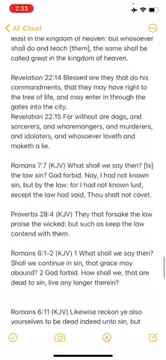 2:33
< All iCloud
least in the kingdom of heaven: but whosoever
shall do and teach [them], the same shall be
called great in the kingdom of heaven.
Revelation 22:14 Blessed are they that do his
commandments, that they may have right to
the tree of life, and may enter in through the
gates into the city.
Revelation 22:15 For without are dogs, and
sorcerers, and whoremongers, and murderers,
and idolaters, and whosoever loveth and
maketh a lie.
Romans 7:7 (KJV) What shall we say then? [Is]
the law sin? God forbid. Nay, I had not known
sin, but by the law: for I had not known lust,
except the law had said, Thou shalt not covet.
Proverbs 28:4 (KJV) They that forsake the law
praise the wicked: but such as keep the law
contend with them.
Romans 6:1-2 (KJV) 1 What shall we say then?
Shall we continue in sin, that grace may
abound? 2 God forbid. How shall we, that are
dead to sin, live any longer therein?
Romans 6:11 (KJV) Likewise reckon ye also
yourselves to be dead indeed unto sin, but